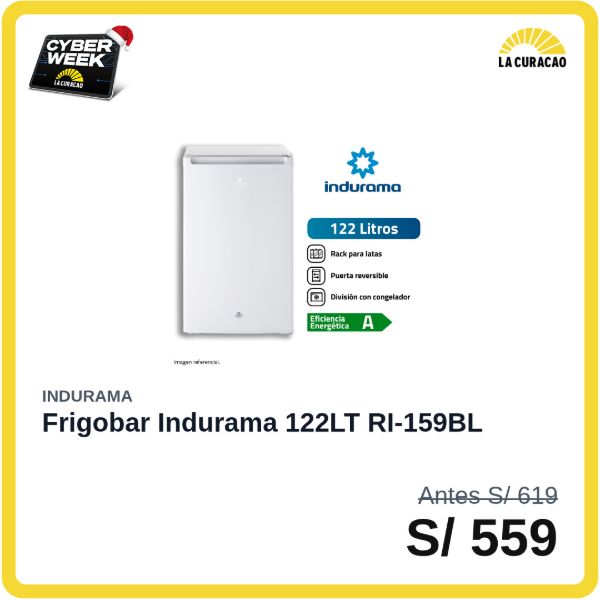 CYBER
WEEK
LA CURACAO
LA CURACAO
indurama
122 Litros
Rack para latas
Puerta reversible
División con congelador
Eficiencia
Energética
A
Imagen referencial.
INDURAMA
Frigobar Indurama 122LT RI-159BL
Antes S/ 619
S/ 559